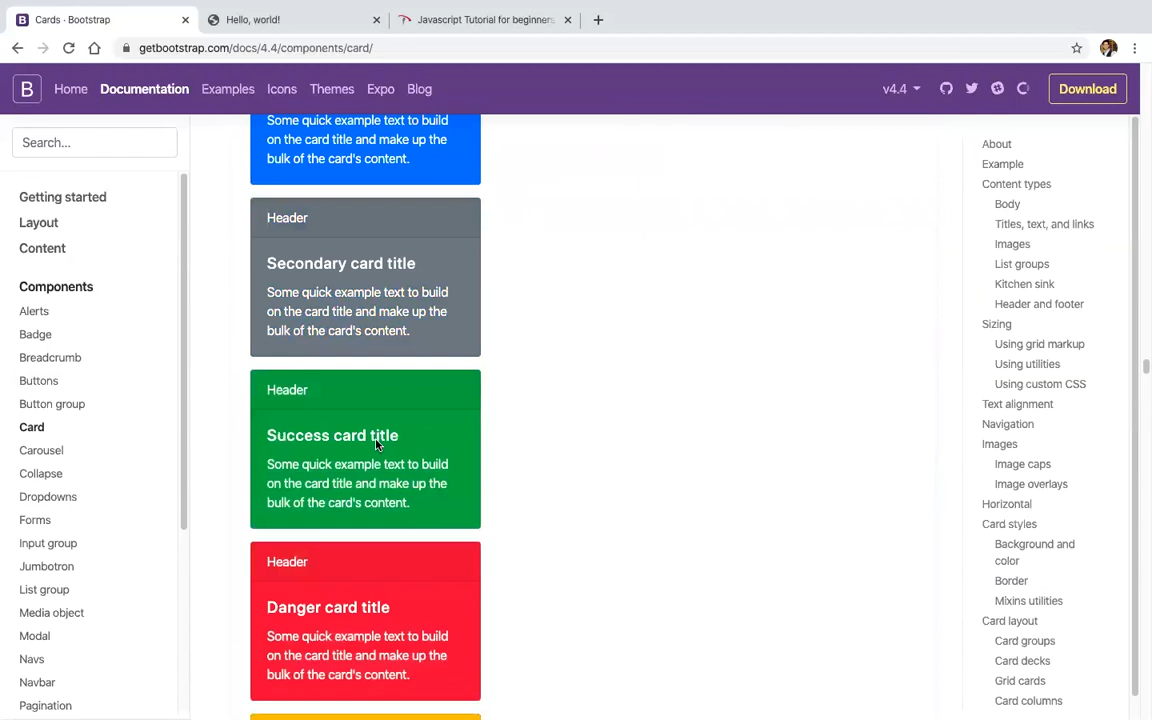 Cards · Bootstrap
Hello, world!
Javascript Tutorial for beginners
getbootstrap.com/docs/4.4/components/card/
B
Home
Documentation
Examples
Icons
Themes
Expo
Blog
v4.4
Download
Search...
Getting started
Layout
Content
Components
Alerts
Badge
Breadcrumb
Buttons
Button group
Card
Carousel
Collapse
Dropdowns
Forms
Input group
Jumbotron
List group
Media object
Modal
Navs
Navbar
Pagination
Some quick example text to build
on the card title and make up the
bulk of the card's content.
Header
Secondary card title
Some quick example text to build
on the card title and make up the
bulk of the card's content.
Header
Success card title
Some quick example text to build
on the card title and make up the
bulk of the card's content.
Header
Danger card title
Some quick example text to build
on the card title and make up the
bulk of the card's content.
About
Example
Content types
Body
Titles, text, and links
Images
List groups
Kitchen sink
Header and footer
Sizing
Using grid markup
Using utilities
Using custom CSS
Text alignment
Navigation
Images
Image caps
Image overlays
Horizontal
Card styles
Background and
color
Border
Mixins utilities
Card layout
Card groups
Card decks
Grid cards
Card columns